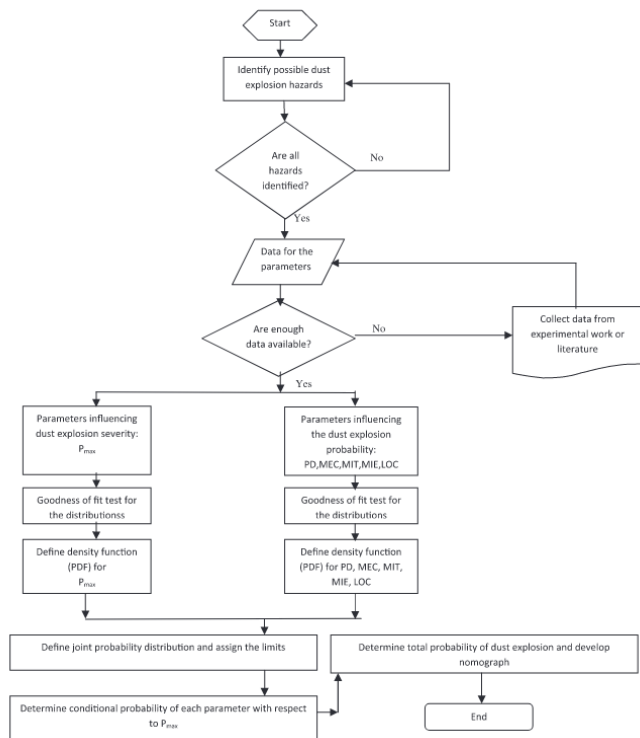 Start
Identify possible dust
explosion hazards
Are all
hazards
identified?
No
Yes
Data for the
parameters
Are enough
data available?
No
Collect data from
experimental work or
literature
Yes
Parameters influencing
dust explosion severity:
Pmax
Parameters influencing
the dust explosion
probability:
PD,MEC,MIT,MIE,LOC
Goodness of fit test for
the distributionss
Goodness of fit test for
the distributions
Define density function
(PDF) for
Pmax
Define density function
(PDF) for PD, MEC, MIT,
MIE, LOC
Define joint probability distribution and assign the limits
Determine total probability of dust explosion and develop
nomograph
Determine conditional probability of each parameter with respect
to Pmax
End